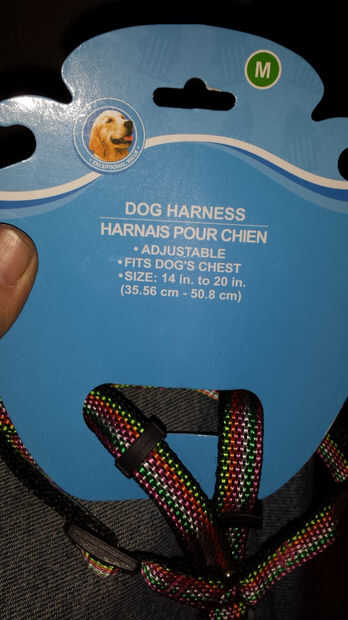 M
DOG HARNESS
HARNAIS POUR CHIEN
• ADJUSTABLE
• FITS DOG'S CHEST
• SIZE: 14 in. to 20 in.
(35.56 cm - 50.8 cm)